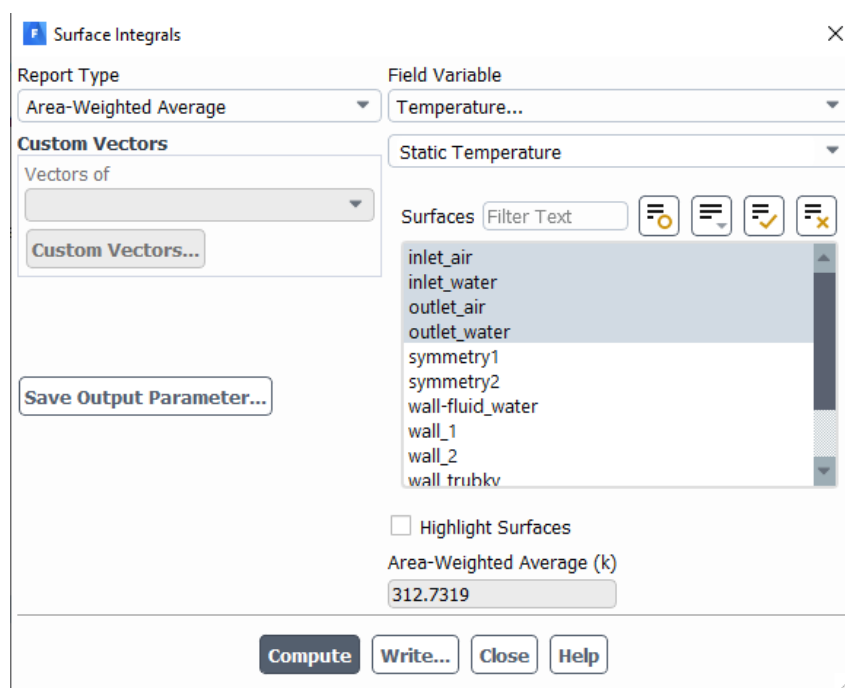 Surface Integrals
Report Type
Area-Weighted Average
Custom Vectors
Vectors of
Custom Vectors...
Save Output Parameter...
Field Variable
Temperature...
Static Temperature
Surfaces Filter Text
inlet_air
inlet_water
outlet_air
outlet_water
symmetry1
symmetry2
wall-fluid_water
wall_1
wall_2
wall_trubky
Highlight Surfaces
Area-Weighted Average (k)
312.7319
Compute Write... Close Help